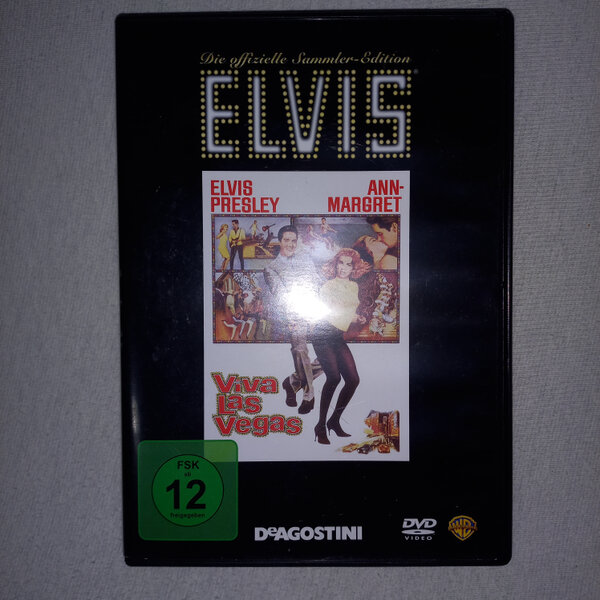 Die offizielle Sammler-Edition
ELVIS®
ELVIS PRESLEY
ANN-MARGRET
Viva
Las
Vegas
FSK
ab
12
freigegeben
DeAGOSTINI
DVD
VIDEO